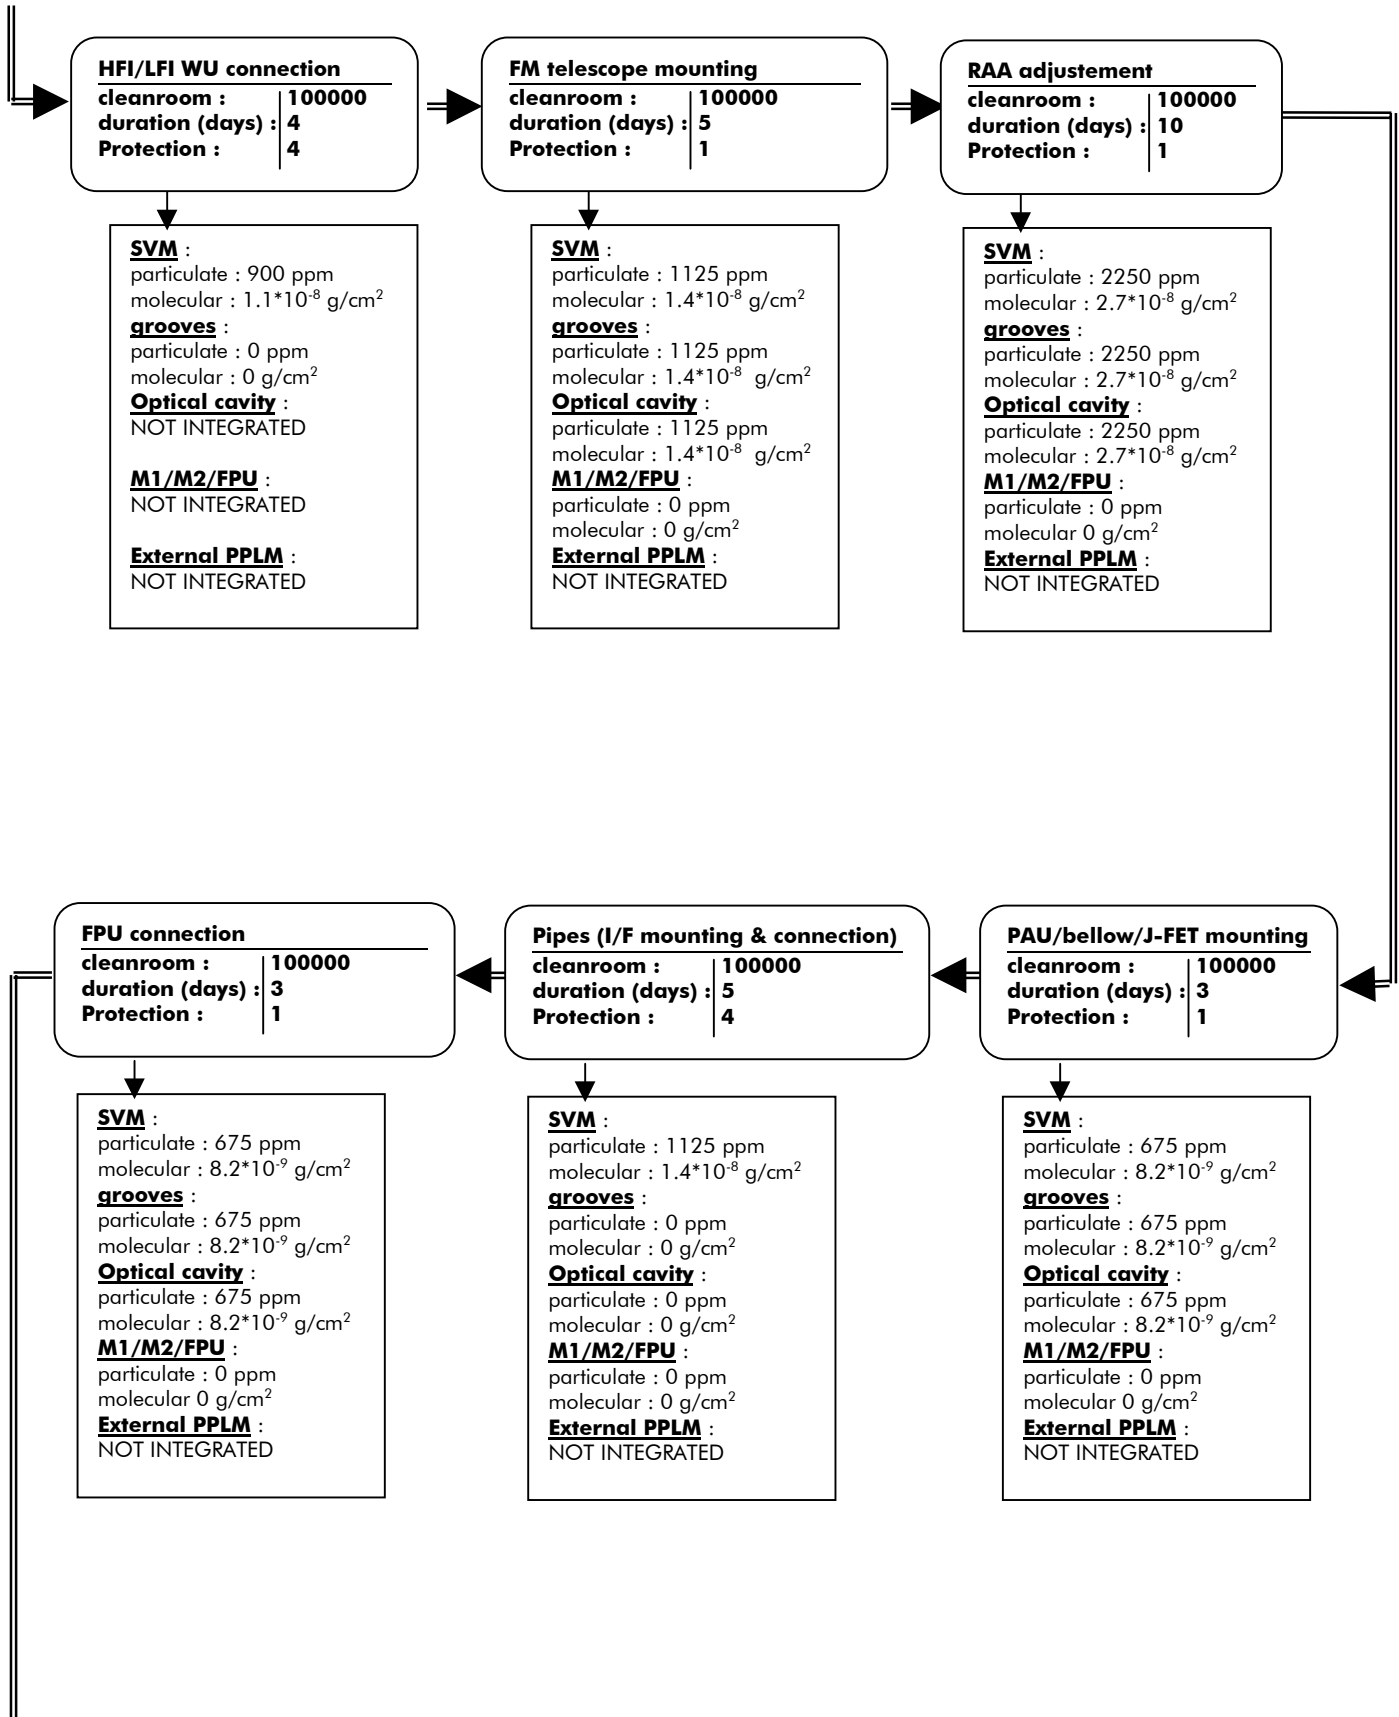 HFI/LFI WU connection
cleanroom : 100000
duration (days) : 4
Protection : 4
SVM :
particulate : 900 ppm
molecular : 1.1*10-8 g/cm2
grooves :
particulate : 0 ppm
molecular : 0 g/cm2
Optical cavity :
NOT INTEGRATED
M1/M2/FPU :
NOT INTEGRATED
External PPLM :
NOT INTEGRATED
FM telescope mounting
cleanroom : 100000
duration (days) : 5
Protection : 1
SVM :
particulate : 1125 ppm
molecular : 1.4*10-8 g/cm2
grooves :
particulate : 1125 ppm
molecular : 1.4*10-8 g/cm2
Optical cavity :
particulate : 1125 ppm
molecular : 1.4*10-8 g/cm2
M1/M2/FPU :
particulate : 0 ppm
molecular : 0 g/cm2
External PPLM :
NOT INTEGRATED
RAA adjustement
cleanroom : 100000
duration (days) : 10
Protection : 1
SVM :
particulate : 2250 ppm
molecular : 2.7*10-8 g/cm2
grooves :
particulate : 2250 ppm
molecular : 2.7*10-8 g/cm2
Optical cavity :
particulate : 2250 ppm
molecular : 2.7*10-8 g/cm2
M1/M2/FPU :
particulate : 0 ppm
molecular 0 g/cm2
External PPLM :
NOT INTEGRATED
FPU connection
cleanroom : 100000
duration (days) : 3
Protection : 1
SVM :
particulate : 675 ppm
molecular : 8.2*10-9 g/cm2
grooves :
particulate : 675 ppm
molecular : 8.2*10-9 g/cm2
Optical cavity :
particulate : 675 ppm
molecular : 8.2*10-9 g/cm2
M1/M2/FPU :
particulate : 0 ppm
molecular 0 g/cm2
External PPLM :
NOT INTEGRATED
Pipes (I/F mounting & connection)
cleanroom : 100000
duration (days) : 5
Protection : 4
SVM :
particulate : 1125 ppm
molecular : 1.4*10-8 g/cm2
grooves :
particulate : 0 ppm
molecular : 0 g/cm2
Optical cavity :
particulate : 0 ppm
molecular : 0 g/cm2
M1/M2/FPU :
particulate : 0 ppm
molecular : 0 g/cm2
External PPLM :
NOT INTEGRATED
PAU/bellow/J-FET mounting
cleanroom : 100000
duration (days) : 3
Protection : 1
SVM :
particulate : 675 ppm
molecular : 8.2*10-9 g/cm2
grooves :
particulate : 675 ppm
molecular : 8.2*10-9 g/cm2
Optical cavity :
particulate : 675 ppm
molecular : 8.2*10-9 g/cm2
M1/M2/FPU :
particulate : 0 ppm
molecular 0 g/cm2
External PPLM :
NOT INTEGRATED